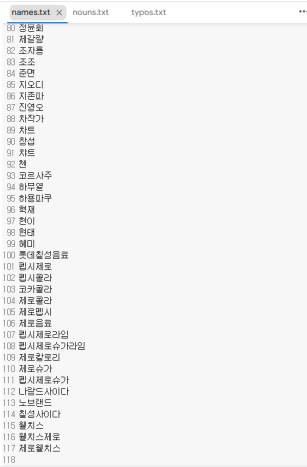 names.txt × nouns.txt typos.txt
80 정윤회
81 제갈량
82 조자룡
83 조조
84 준면
85 지오디
86 지존파
87 진영오
88 차작가
89 차트
90 창섭
91 챠트
92 첸
93 코르사주
94 하무열
95 하용파쿠
96 혁재
97 현이
98 현태
99 혜미
100 롯데칠성음료
101 펩시제로
102 펩시콜라
103 코카콜라
104 제로콜라
105 제로펩시
106 제로음료
107 펩시제로라임
108 펩시제로슈가라임
109 제로칼로리
110 제로슈가
111 펩시제로슈가
112 나랑드사이다
113 노브랜드
114 칠성사이다
115 웰치스
116 웰치스제로
117 제로웰치스
118